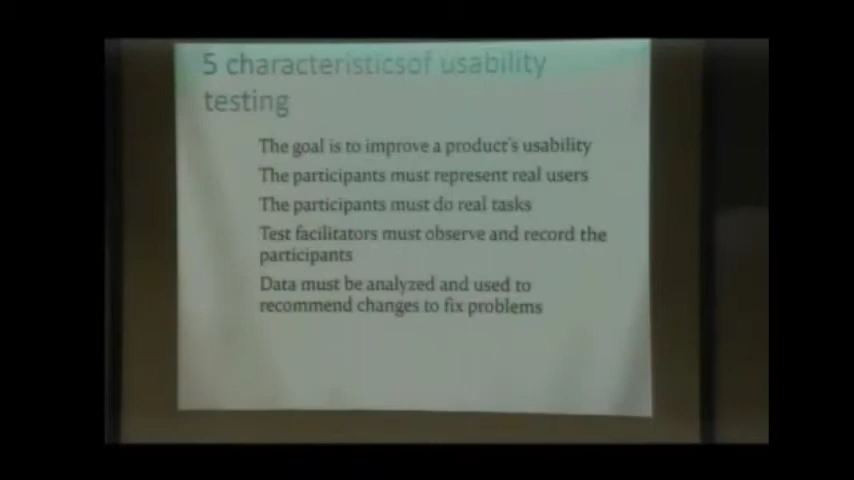 5 characteristicsof usability
testing
The goal is to improve a product's usability
The participants must represent real users
The participants must do real tasks
Test facilitators must observe and record the
participants
Data must be analyzed and used to
recommend changes to fix problems